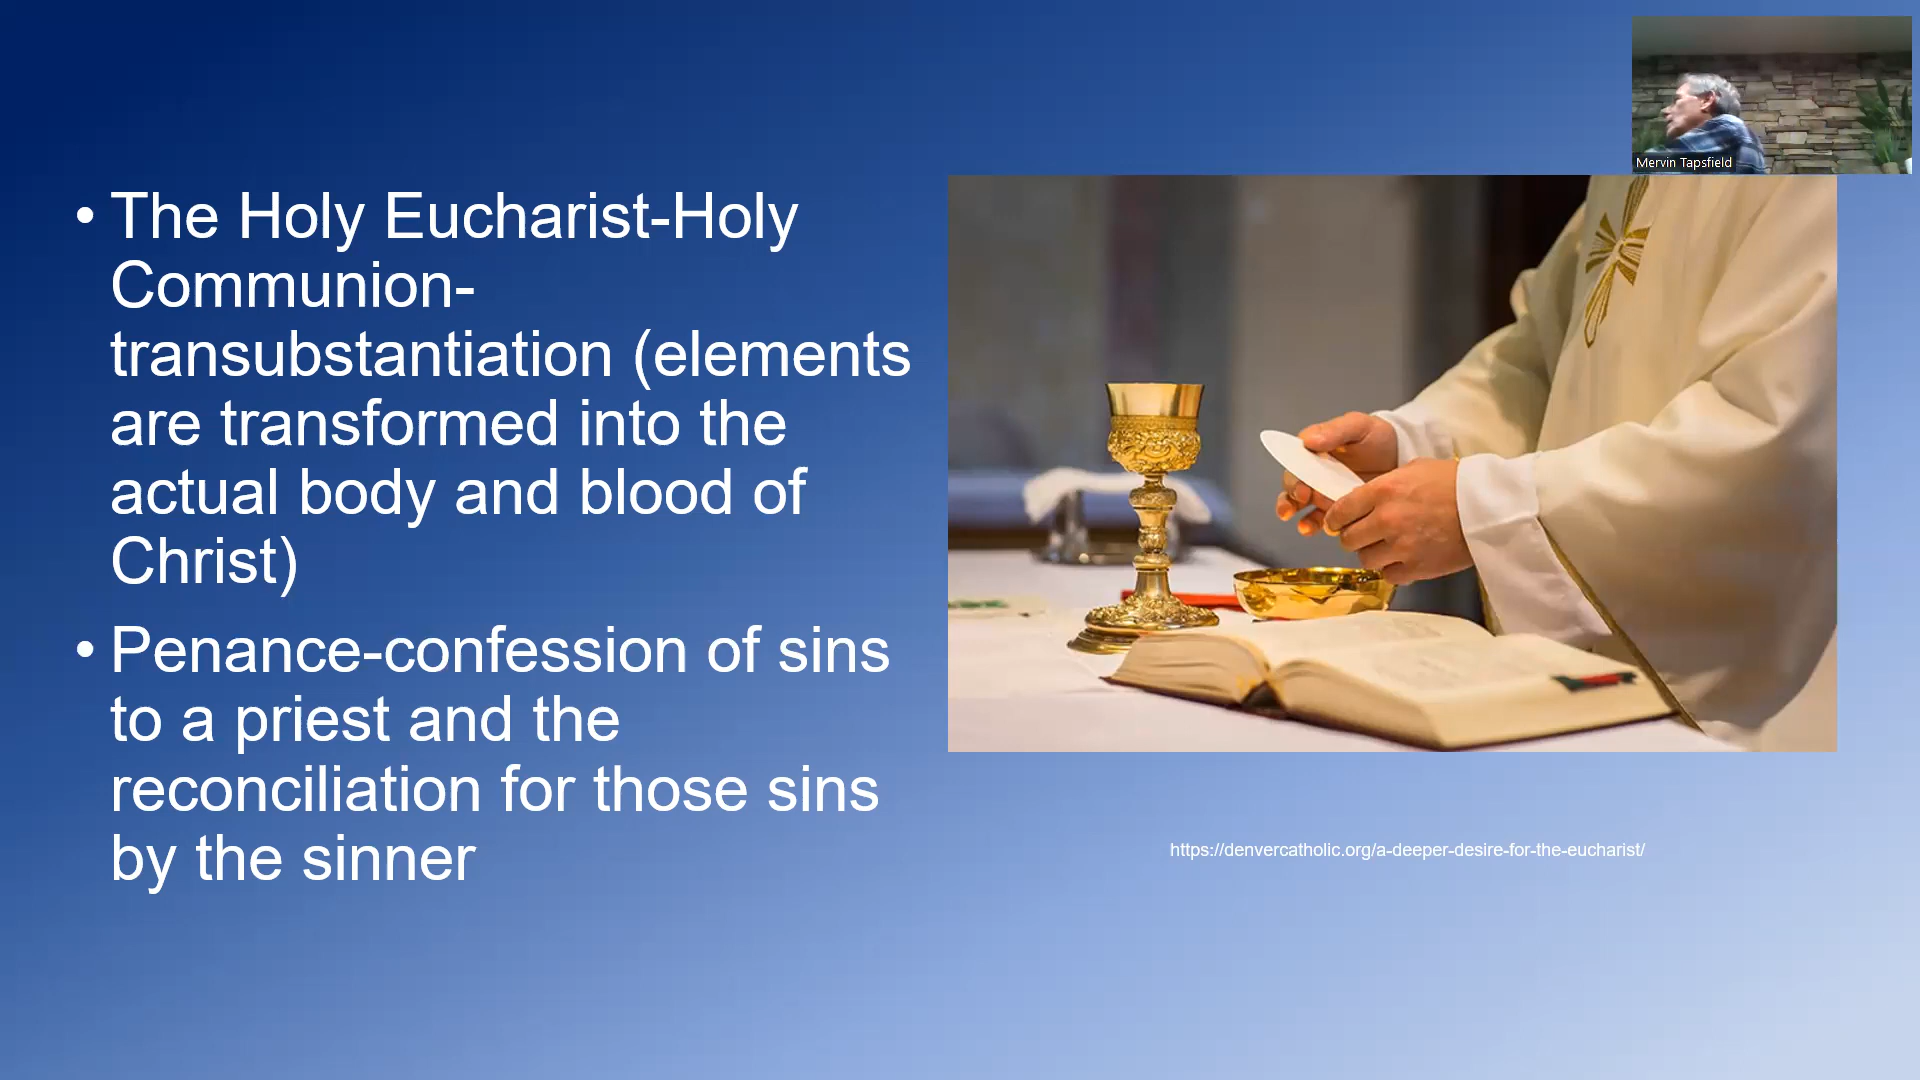 Mervin Tapsfield
• The Holy Eucharist-Holy
Communion-
transubstantiation (elements
are transformed into the
actual body and blood of
Christ)
• Penance-confession of sins
to a priest and the
reconciliation for those sins
by the sinner
https://denvercatholic.org/a-deeper-desire-for-the-eucharist/